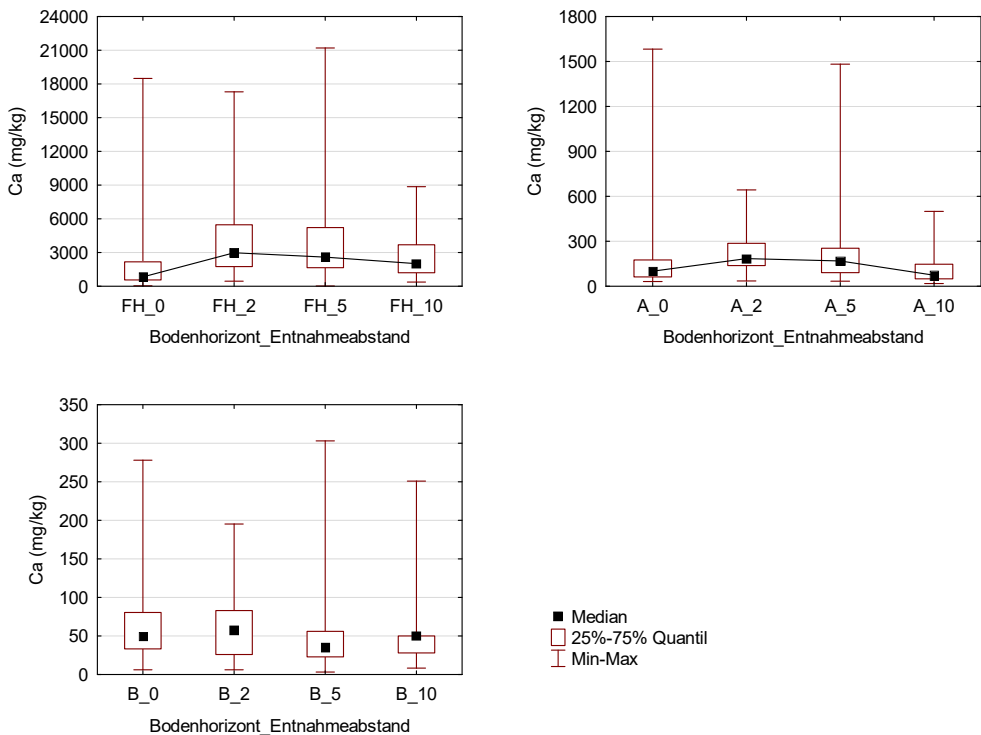 24000
21000
18000
15000
12000
9000
6000
3000
0
Ca (mg/kg)
FH_0 FH_2 FH_5 FH_10
Bodenhorizont_Entnahmeabstand
1800
1500
1200
900
600
300
0
Ca (mg/kg)
A_0 A_2 A_5 A_10
Bodenhorizont_Entnahmeabstand
350
300
250
200
150
100
50
0
Ca (mg/kg)
B_0 B_2 B_5 B_10
Bodenhorizont_Entnahmeabstand
Median
25%-75% Quantil
Min-Max